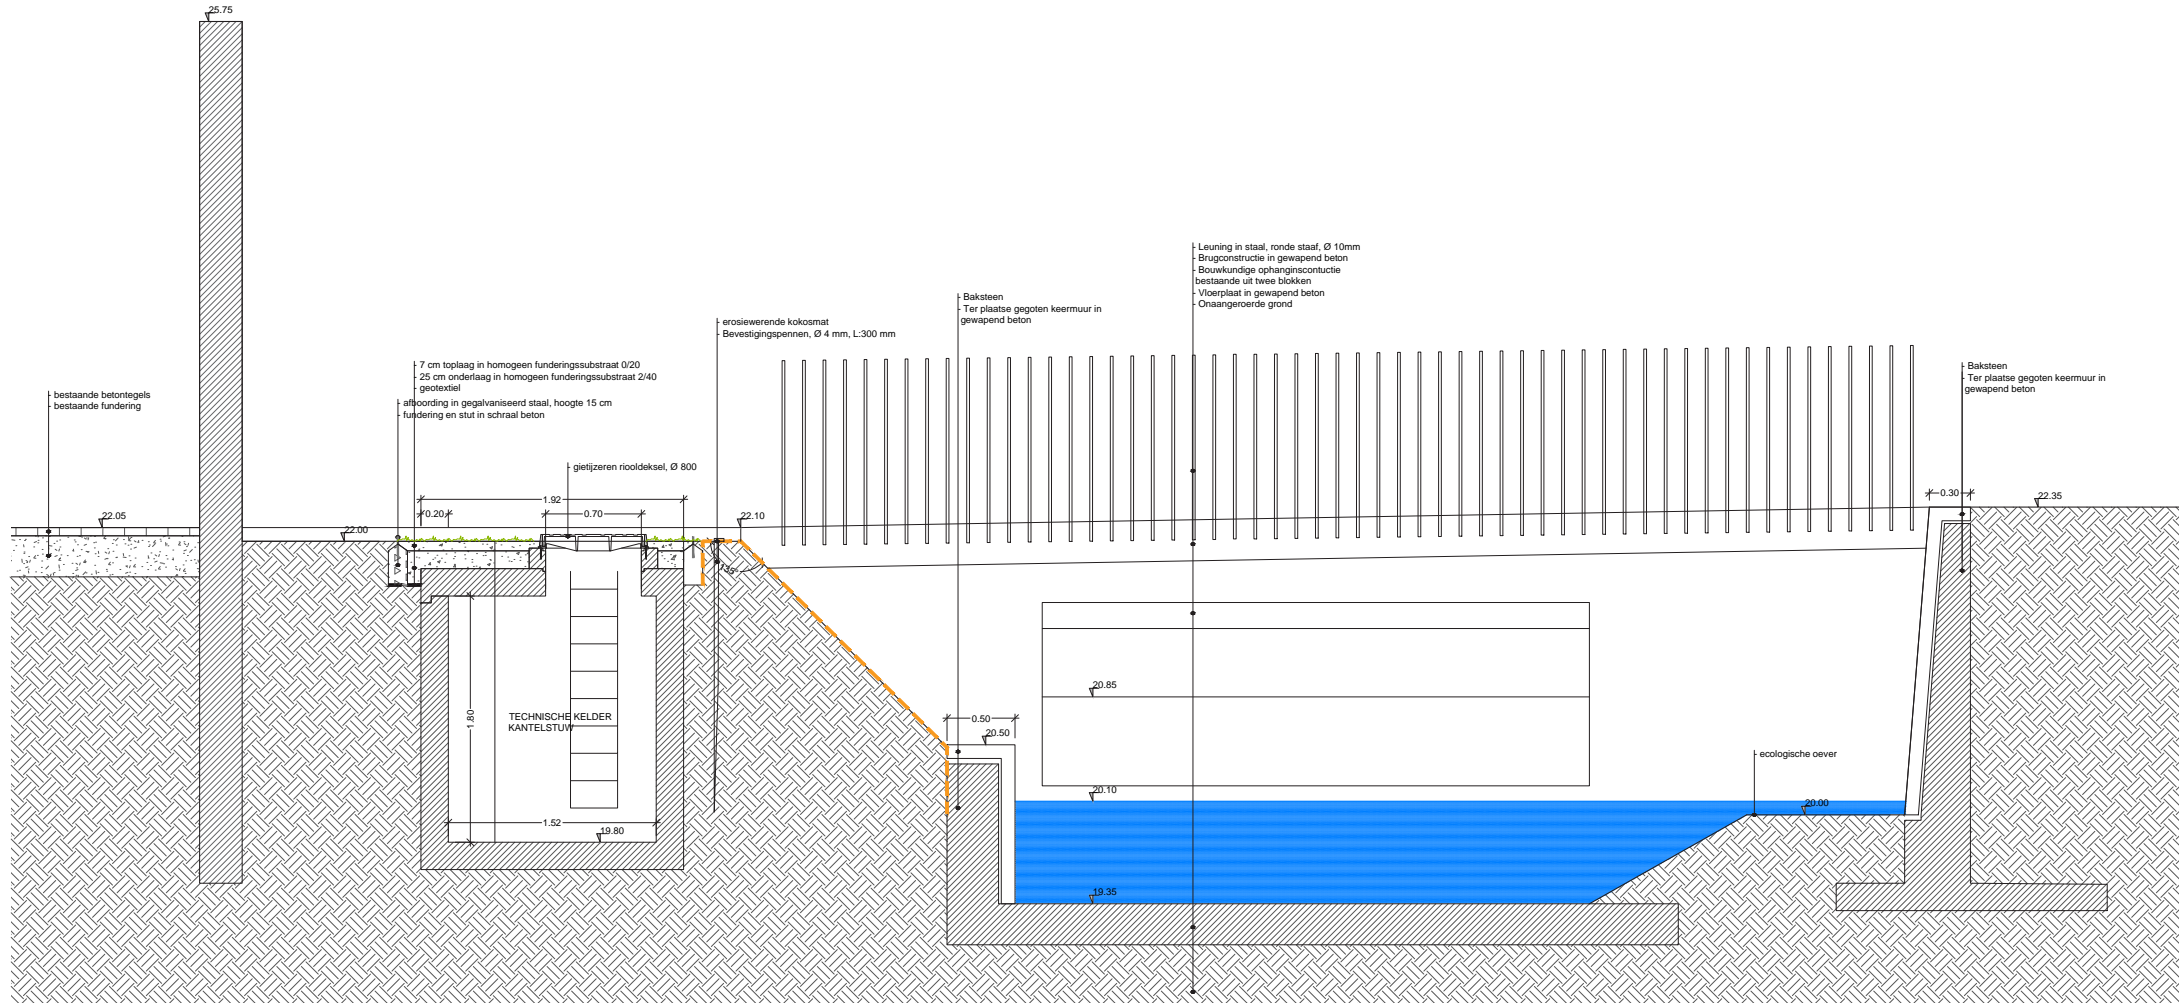 25.75
- Leuning in staal, ronde staaf, Ø 10mm
- Brugconstructie in gewapend beton
- Bouwkundige ophanginscontuctie
bestaande uit twee blokken
- Vloerplaat in gewapend beton
- Onaangeroerde grond
- Baksteen
- Ter plaatse gegoten keermuur in
gewapend beton
- erosiewerende kokosmat
- Bevestigingspennen, Ø 4 mm, L:300 mm
- 7 cm toplaag in homogeen funderingssubstraat 0/20
- 25 cm onderlaag in homogeen funderingssubstraat 2/40
- geotextiel
- afboording in gegalvaniseerd staal, hoogte 15 cm
- fundering en stut in schraal beton
- bestaande betontegels
- bestaande fundering
- Baksteen
- Ter plaatse gegoten keermuur in
gewapend beton
- gietijzeren riooldeksel, Ø 800
1.92
0.20
0.70
22.05
22.00
22.10
0.30
22.35
135°
20.85
1.80
TECHNISCHE KELDER
KANTELSTUW
0.50
20.50
- ecologische oever
20.10
20.00
1.52
19.80
19.35